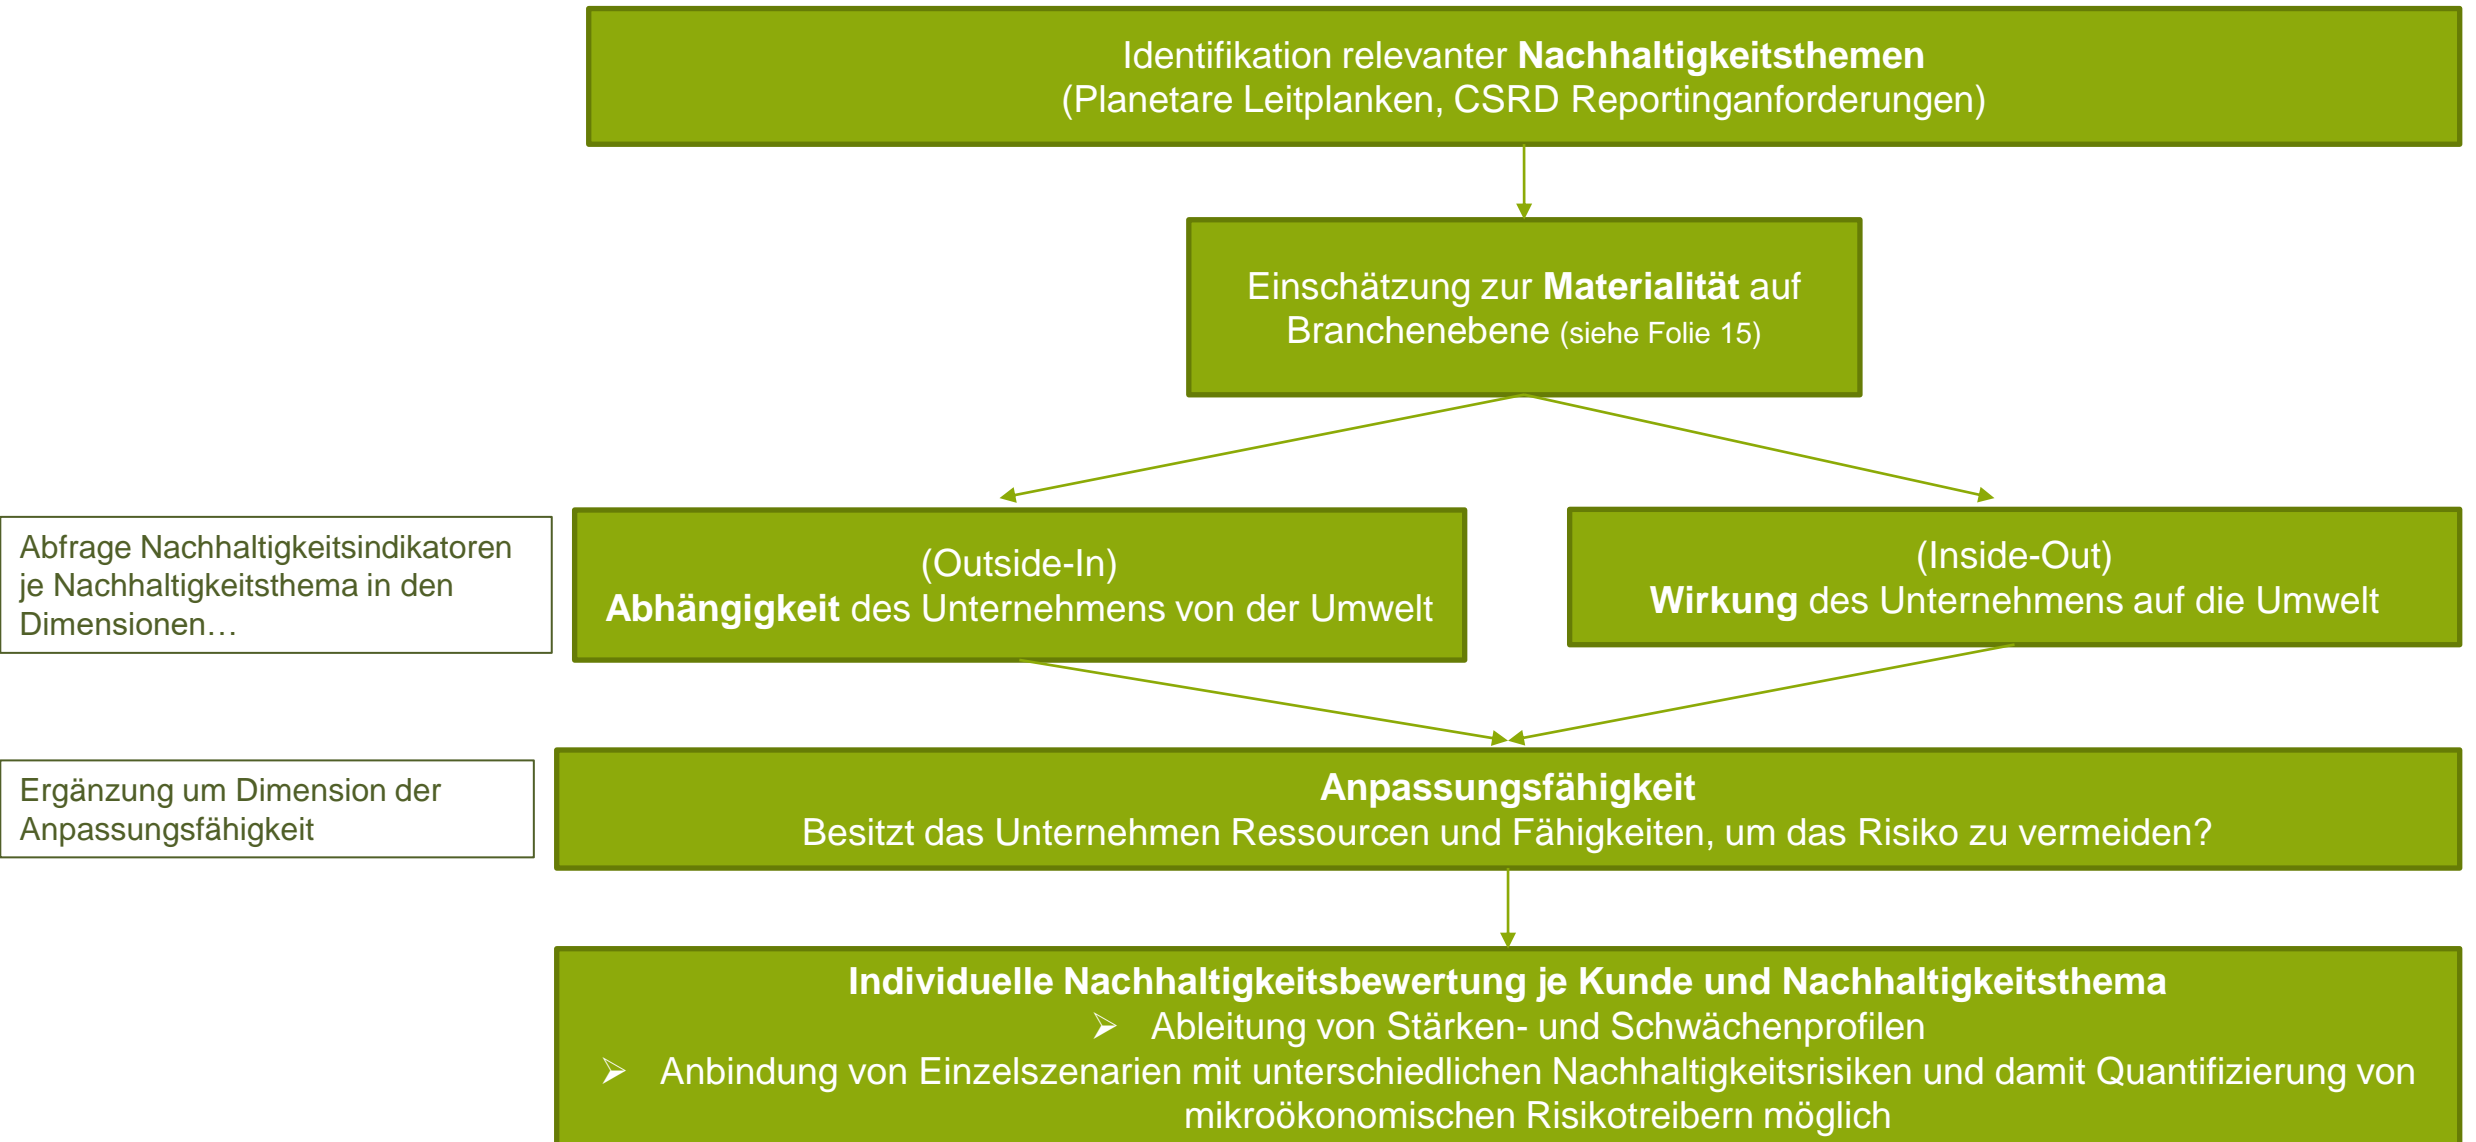 Identifikation relevanter Nachhaltigkeitsthemen
(Planetare Leitplanken, CSRD Reportinganforderungen)
Einschätzung zur Materialität auf
Branchenebene (siehe Folie 15)
Abfrage Nachhaltigkeitsindikatoren
je Nachhaltigkeitsthema in den
Dimensionen…
(Outside-In)
Abhängigkeit des Unternehmens von der Umwelt
(Inside-Out)
Wirkung des Unternehmens auf die Umwelt
Ergänzung um Dimension der
Anpassungsfähigkeit
Anpassungsfähigkeit
Besitzt das Unternehmen Ressourcen und Fähigkeiten, um das Risiko zu vermeiden?
Individuelle Nachhaltigkeitsbewertung je Kunde und Nachhaltigkeitsthema
➢ Ableitung von Stärken- und Schwächenprofilen
➢ Anbindung von Einzelszenarien mit unterschiedlichen Nachhaltigkeitsrisiken und damit Quantifizierung von
mikroökonomischen Risikotreibern möglich